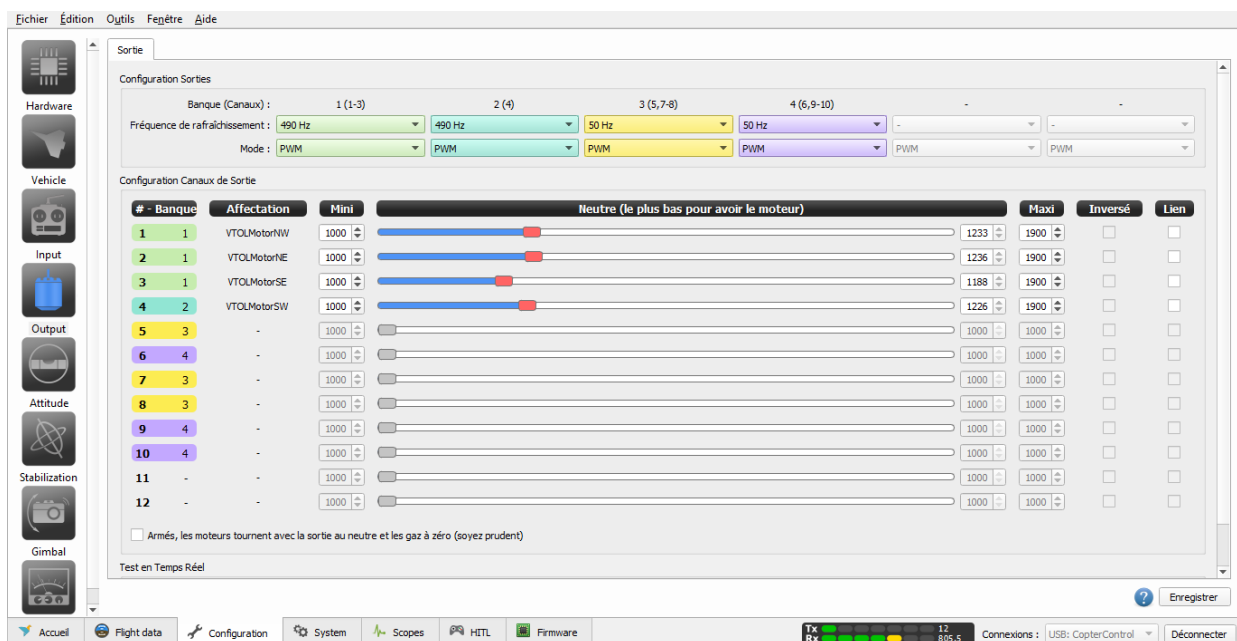 Fichier Édition Outils Fenêtre Aide
Sortie
Configuration Sorties
Banque (Canaux) : 1 (1-3) 2 (4) 3 (5,7-8) 4 (6,9-10) - -
Fréquence de rafraîchissement : 490 Hz 490 Hz 50 Hz 50 Hz - -
Mode : PWM PWM PWM PWM PWM PWM
Configuration Canaux de Sortie
# - Banque Affectation Mini Neutre (le plus bas pour avoir le moteur) Maxi Inversé Lien
1 1 VTOLMotorNW 1000 1233 1900
2 1 VTOLMotorNE 1000 1236 1900
3 1 VTOLMotorSE 1000 1188 1900
4 2 VTOLMotorSW 1000 1226 1900
5 3 - 1000 1000 1000
6 4 - 1000 1000 1000
7 3 - 1000 1000 1000
8 3 - 1000 1000 1000
9 4 - 1000 1000 1000
10 4 - 1000 1000 1000
11 - - 1000 1000 1000
12 - - 1000 1000 1000
Armés, les moteurs tournent avec la sortie au neutre et les gaz à zéro (soyez prudent)
Test en Temps Réel
Hardware
Vehicle
Input
Output
Attitude
Stabilization
Gimbal
? Enregistrer
Accueil Flight data Configuration System Scopes HITL Firmware
Tx 12
Rx 805.5
Connexions : USB: CopterControl Déconnecter